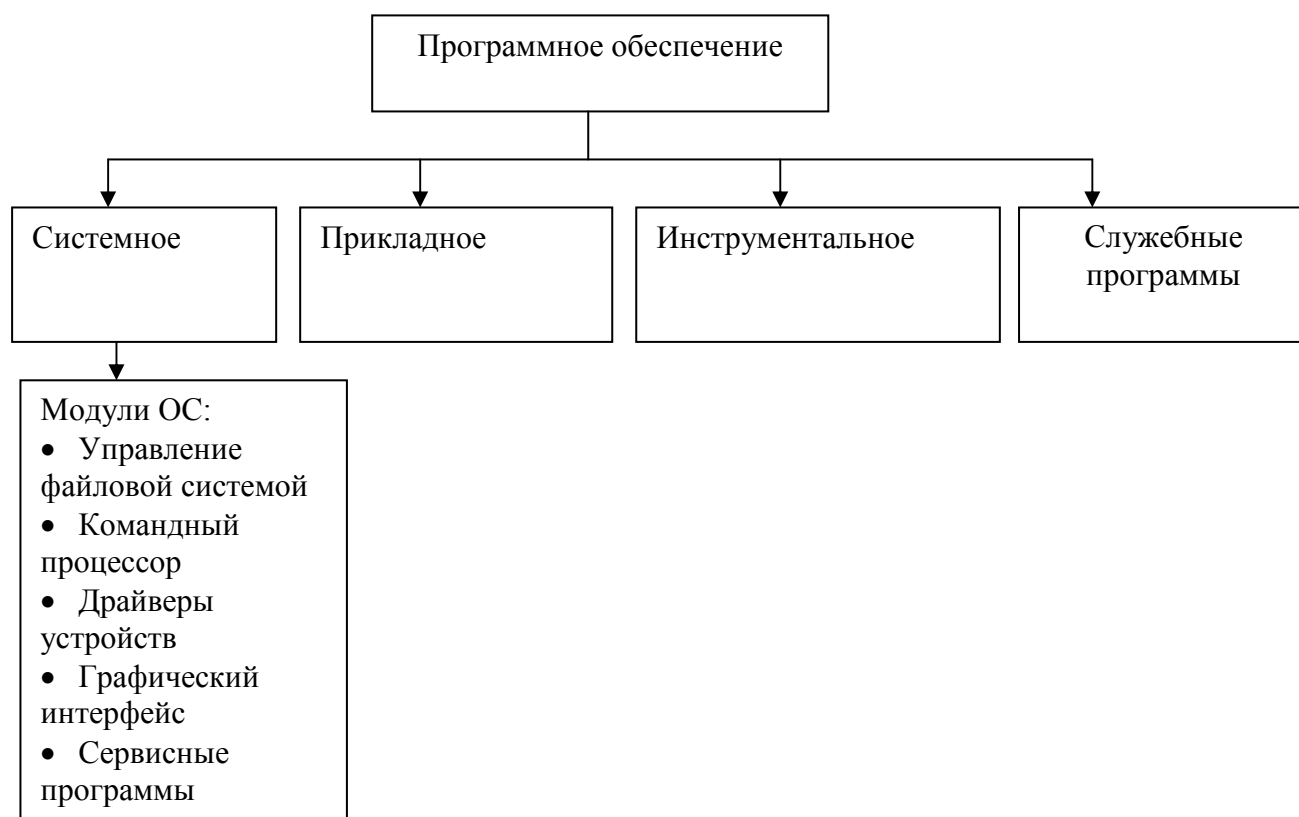 Программное обеспечение
Системное
Прикладное
Инструментальное
Служебные
программы
Модули ОС:
• Управление
файловой системой
• Командный
процессор
• Драйверы
устройств
• Графический
интерфейс
• Сервисные
программы